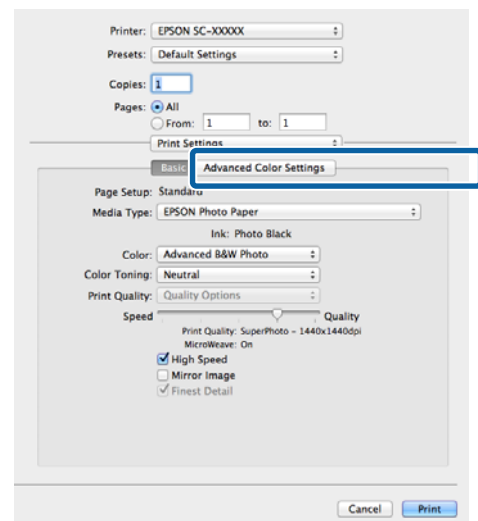 Printer: EPSON SC-XXXXX
Presets: Default Settings
Copies: 1
Pages: All
From: 1 to: 1
Print Settings
Basic Advanced Color Settings
Page Setup: Standard
Media Type: EPSON Photo Paper
Ink: Photo Black
Color: Advanced B&W Photo
Color Toning: Neutral
Print Quality: Quality Options
Speed Quality
Print Quality: SuperPhoto - 1440x1440dpi
MicroWeave: On
High Speed
Mirror Image
Finest Detail
Cancel Print